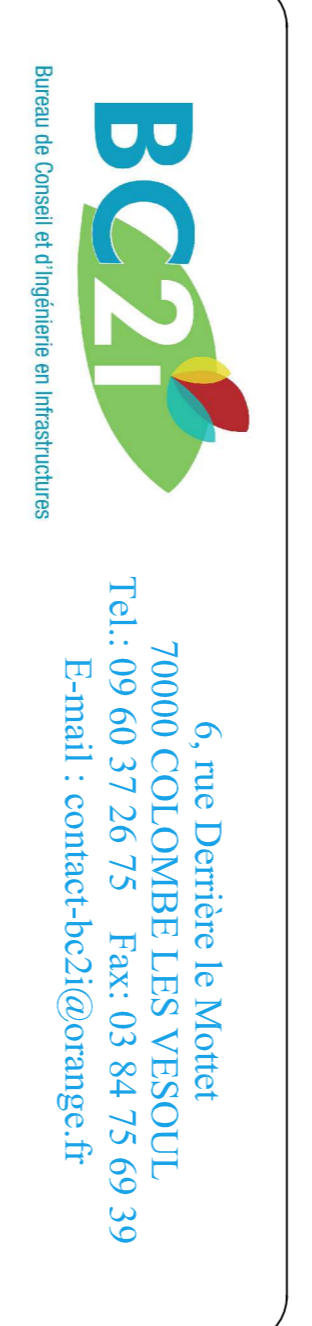 BC2i
Bureau de Conseil et d'Ingénierie en Infrastructures
6, rue Derrière le Mottet
70000 COLOMBE LES VESOUL
Tel.: 09 60 37 26 75 Fax: 03 84 75 69 39
E-mail : contact-bc2i@orange.fr